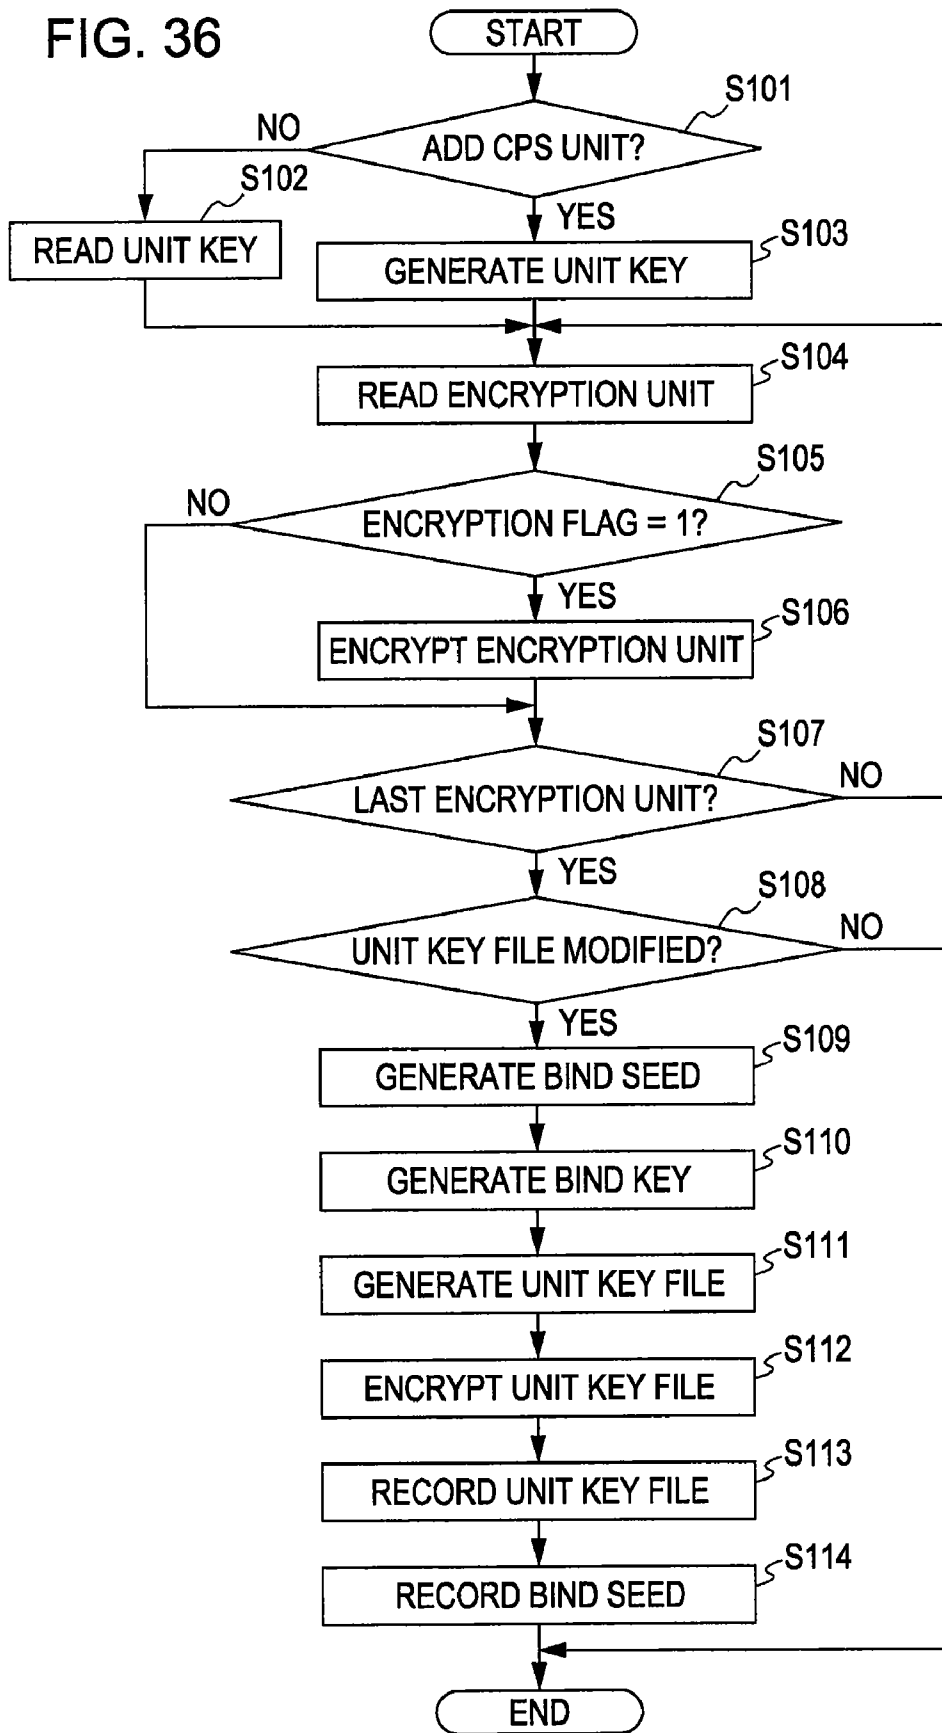 FIG. 36
START
S101
ADD CPS UNIT?
NO
YES
S102
READ UNIT KEY
S103
GENERATE UNIT KEY
S104
READ ENCRYPTION UNIT
S105
ENCRYPTION FLAG = 1?
NO
YES
S106
ENCRYPT ENCRYPTION UNIT
S107
LAST ENCRYPTION UNIT?
NO
YES
S108
UNIT KEY FILE MODIFIED?
NO
YES
S109
GENERATE BIND SEED
S110
GENERATE BIND KEY
S111
GENERATE UNIT KEY FILE
S112
ENCRYPT UNIT KEY FILE
S113
RECORD UNIT KEY FILE
S114
RECORD BIND SEED
END